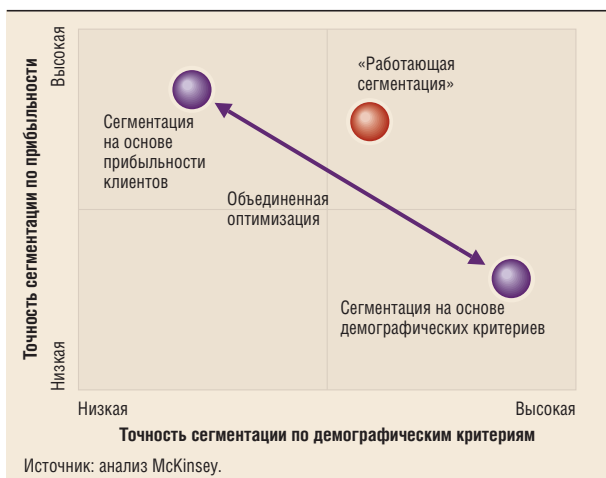 Точность сегментации по прибыльности
Высокая
Низкая
«Работающая
сегментация»
Сегментация
на основе
прибыльности
клиентов
Объединенная
оптимизация
Сегментация на основе
демографических критериев
Низкая
Высокая
Точность сегментации по демографическим критериям
Источник: анализ McKinsey.